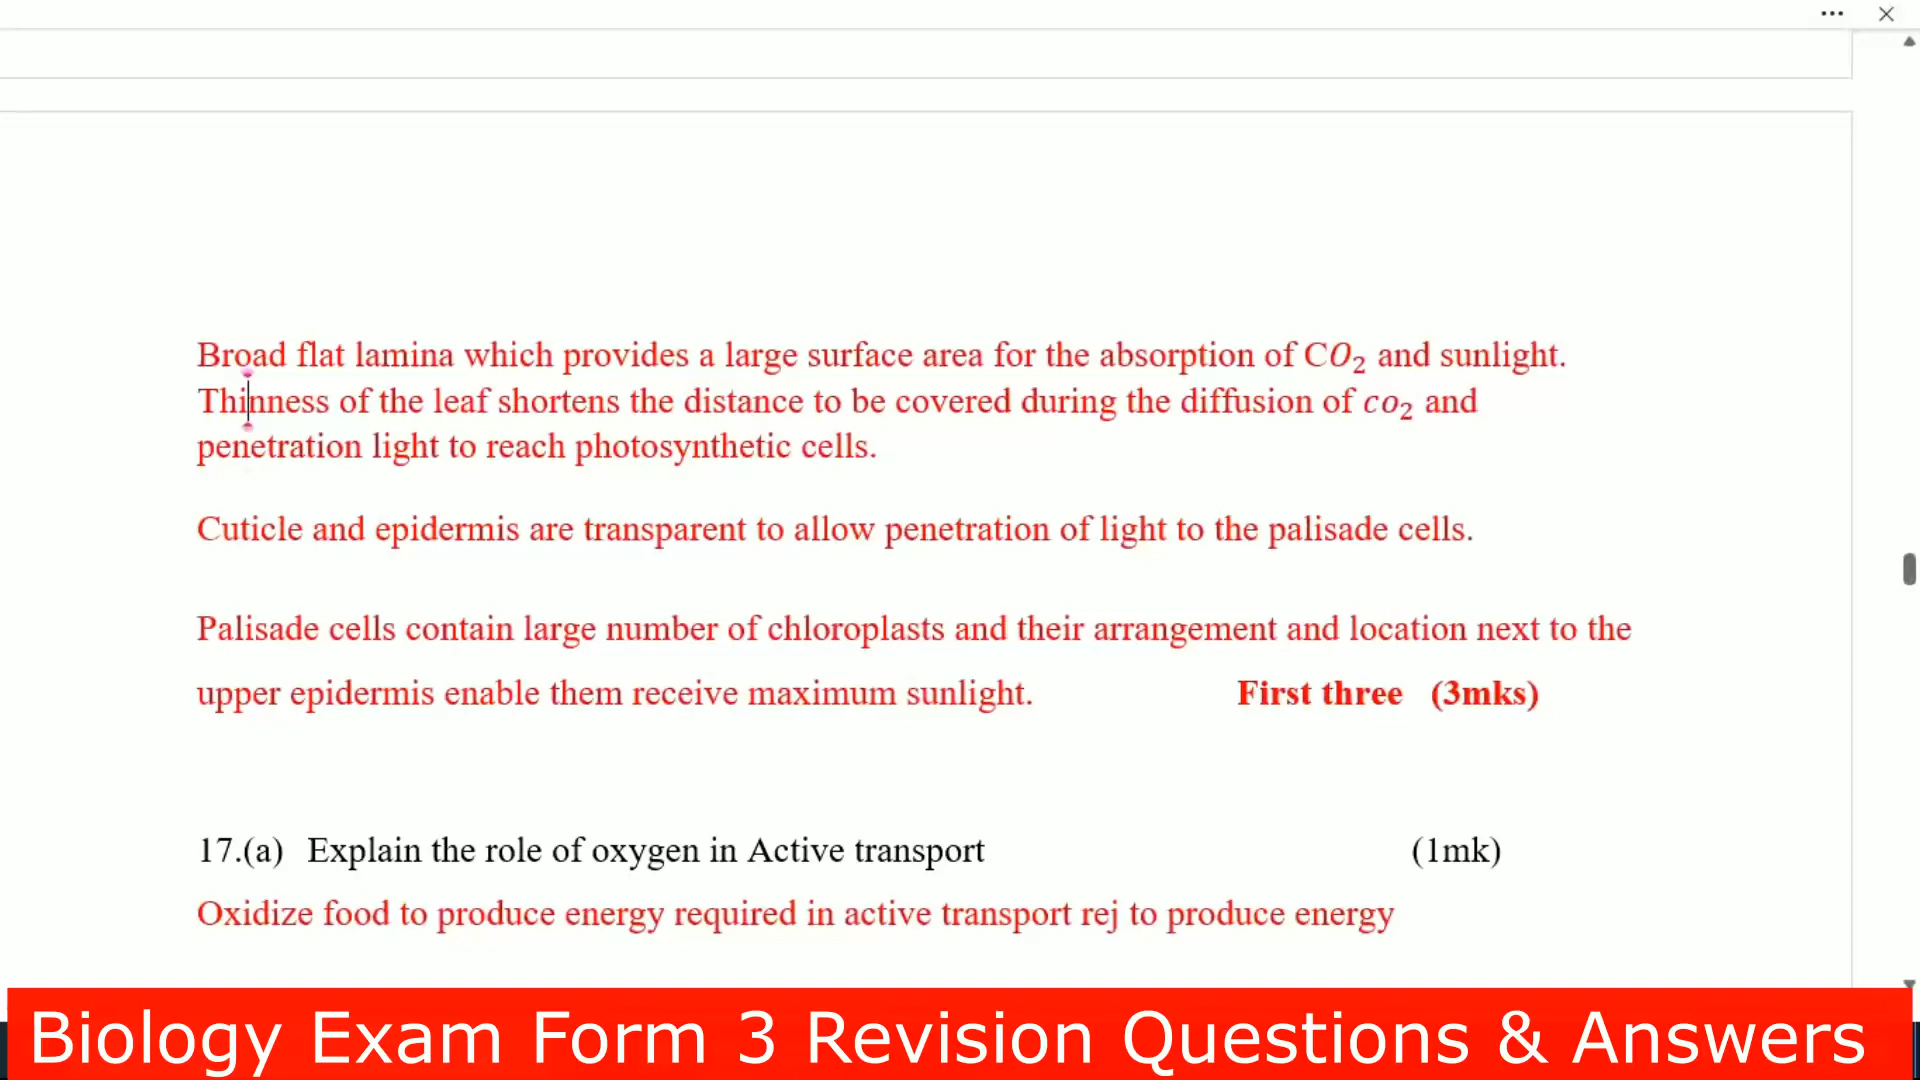 Broad flat lamina which provides a large surface area for the absorption of CO₂ and sunlight.
Thinness of the leaf shortens the distance to be covered during the diffusion of co₂ and
penetration light to reach photosynthetic cells.
Cuticle and epidermis are transparent to allow penetration of light to the palisade cells.
Palisade cells contain large number of chloroplasts and their arrangement and location next to the
upper epidermis enable them receive maximum sunlight. First three (3mks)
17.(a) Explain the role of oxygen in Active transport (1mk)
Oxidize food to produce energy required in active transport rej to produce energy
Biology Exam Form 3 Revision Questions & Answers